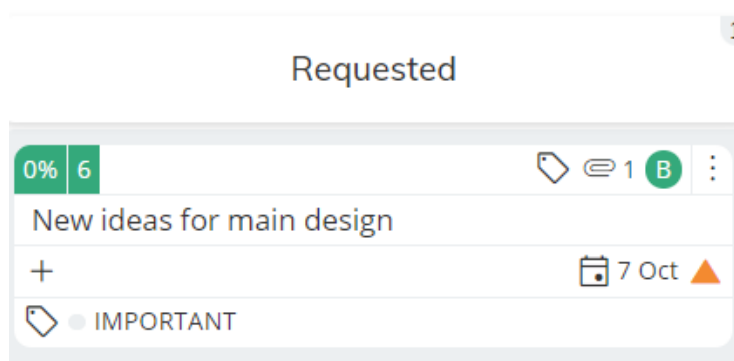 Requested
0% 6 1 B
New ideas for main design
+ 7 Oct
IMPORTANT